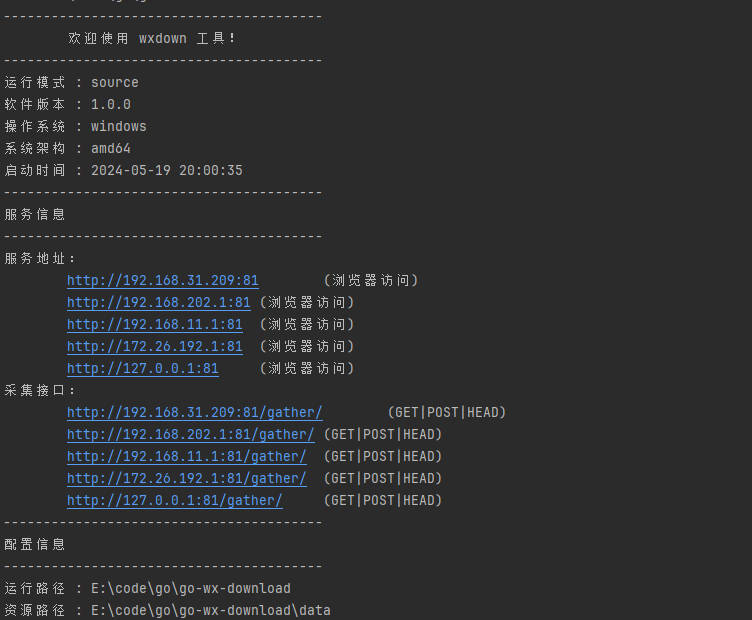 ----------------------------------------
欢迎使用 wxdown 工具!
----------------------------------------
运行模式 : source
软件版本 : 1.0.0
操作系统 : windows
系统架构 : amd64
启动时间 : 2024-05-19 20:00:35
----------------------------------------
服务信息
----------------------------------------
服务地址:
http://192.168.31.209:81 (浏览器访问)
http://192.168.202.1:81 (浏览器访问)
http://192.168.11.1:81 (浏览器访问)
http://172.26.192.1:81 (浏览器访问)
http://127.0.0.1:81 (浏览器访问)
采集接口:
http://192.168.31.209:81/gather/ (GET|POST|HEAD)
http://192.168.202.1:81/gather/ (GET|POST|HEAD)
http://192.168.11.1:81/gather/ (GET|POST|HEAD)
http://172.26.192.1:81/gather/ (GET|POST|HEAD)
http://127.0.0.1:81/gather/ (GET|POST|HEAD)
----------------------------------------
配置信息
----------------------------------------
运行路径 : E:\code\go\go-wx-download
资源路径 : E:\code\go\go-wx-download\data